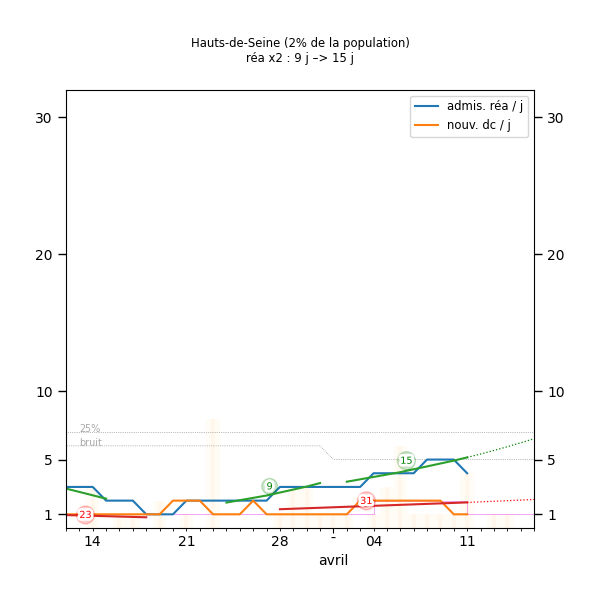 Hauts-de-Seine (2% de la population)
réa x2 : 9 j –> 15 j
admis. réa / j
nouv. dc / j
30 30
20 20
10 10
25%
bruit
5 5
15
9
31
23
1 1
14 21 28 - 04 11
avril